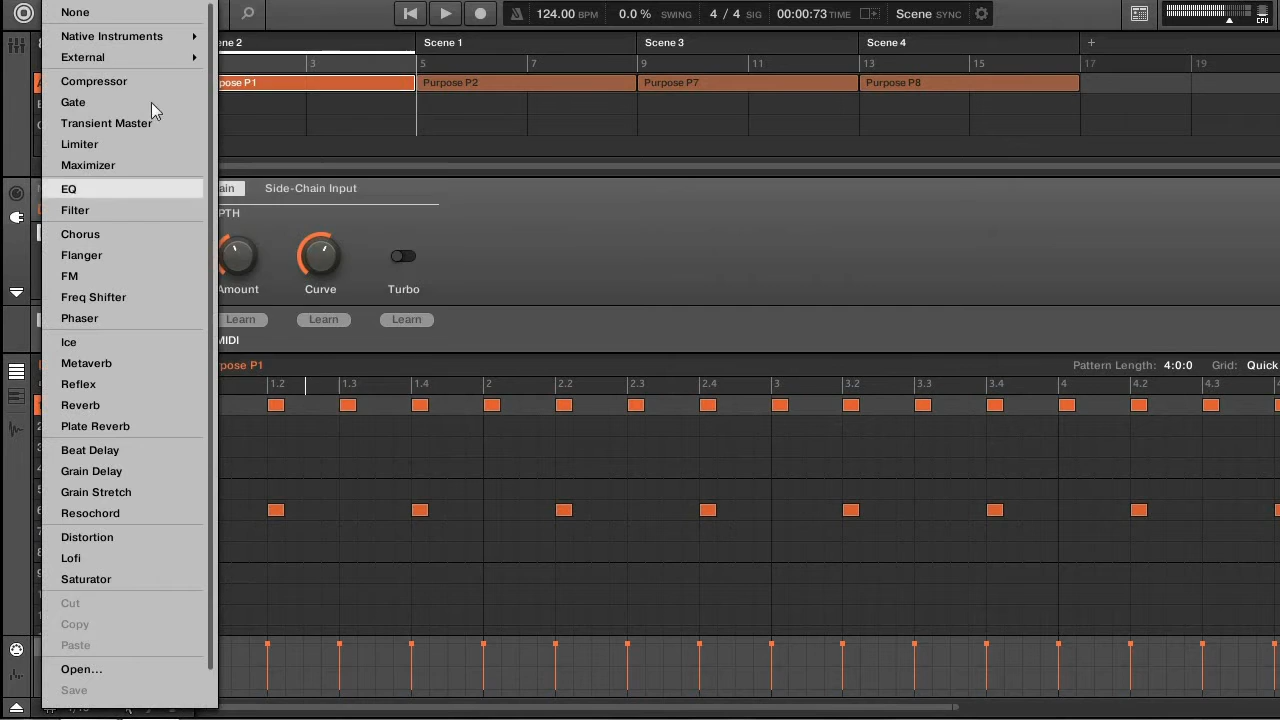 None
Native Instruments
External
Compressor
Gate
Transient Master
Limiter
Maximizer
EQ
Filter
Chorus
Flanger
FM
Freq Shifter
Phaser
Ice
Metaverb
Reflex
Reverb
Plate Reverb
Beat Delay
Grain Delay
Grain Stretch
Resochord
Distortion
Lofi
Saturator
Cut
Copy
Paste
Open...
Save
124.00 BPM 0.0 % SWING 4 / 4 SIG 00:00:73 TIME Scene SYNC CPU
ne 2 Scene 1 Scene 3 Scene 4 +
3 5 7 9 11 13 15 17 19
pose P1 Purpose P2 Purpose P7 Purpose P8
ain Side-Chain Input
PTH
Amount Curve Turbo
Learn Learn Learn
MIDI
pose P1 Pattern Length: 4:0:0 Grid: Quick
1.2 1.3 1.4 2 2.2 2.3 2.4 3 3.2 3.3 3.4 4 4.2 4.3